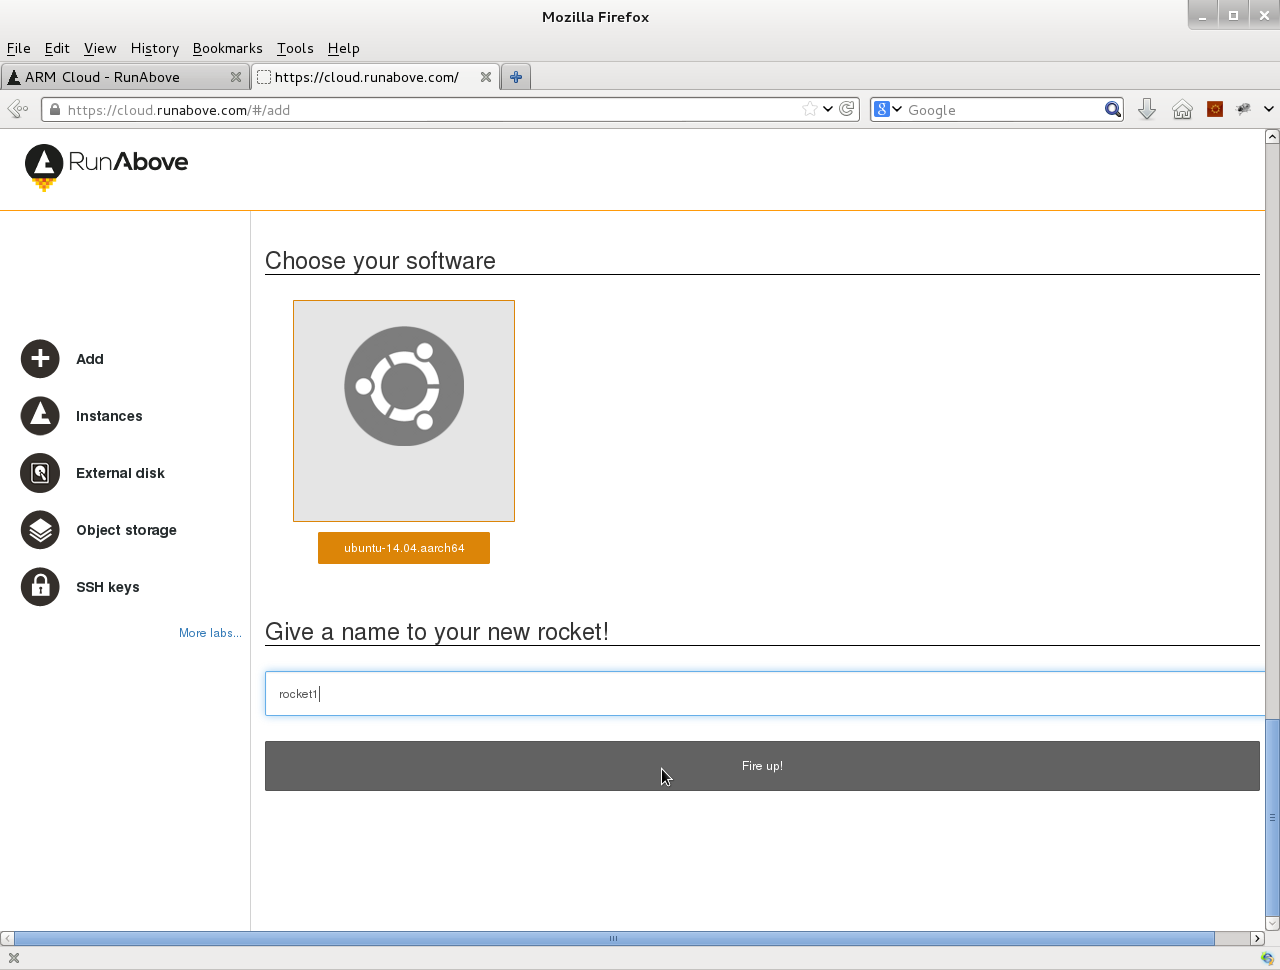 Mozilla Firefox
File Edit View History Bookmarks Tools Help
ARM Cloud - RunAbove
https://cloud.runabove.com/
https://cloud.runabove.com/#/add
Google
RunAbove
Choose your software
ubuntu-14.04.aarch64
Add
Instances
External disk
Object storage
SSH keys
More labs...
Give a name to your new rocket!
rocket1
Fire up!